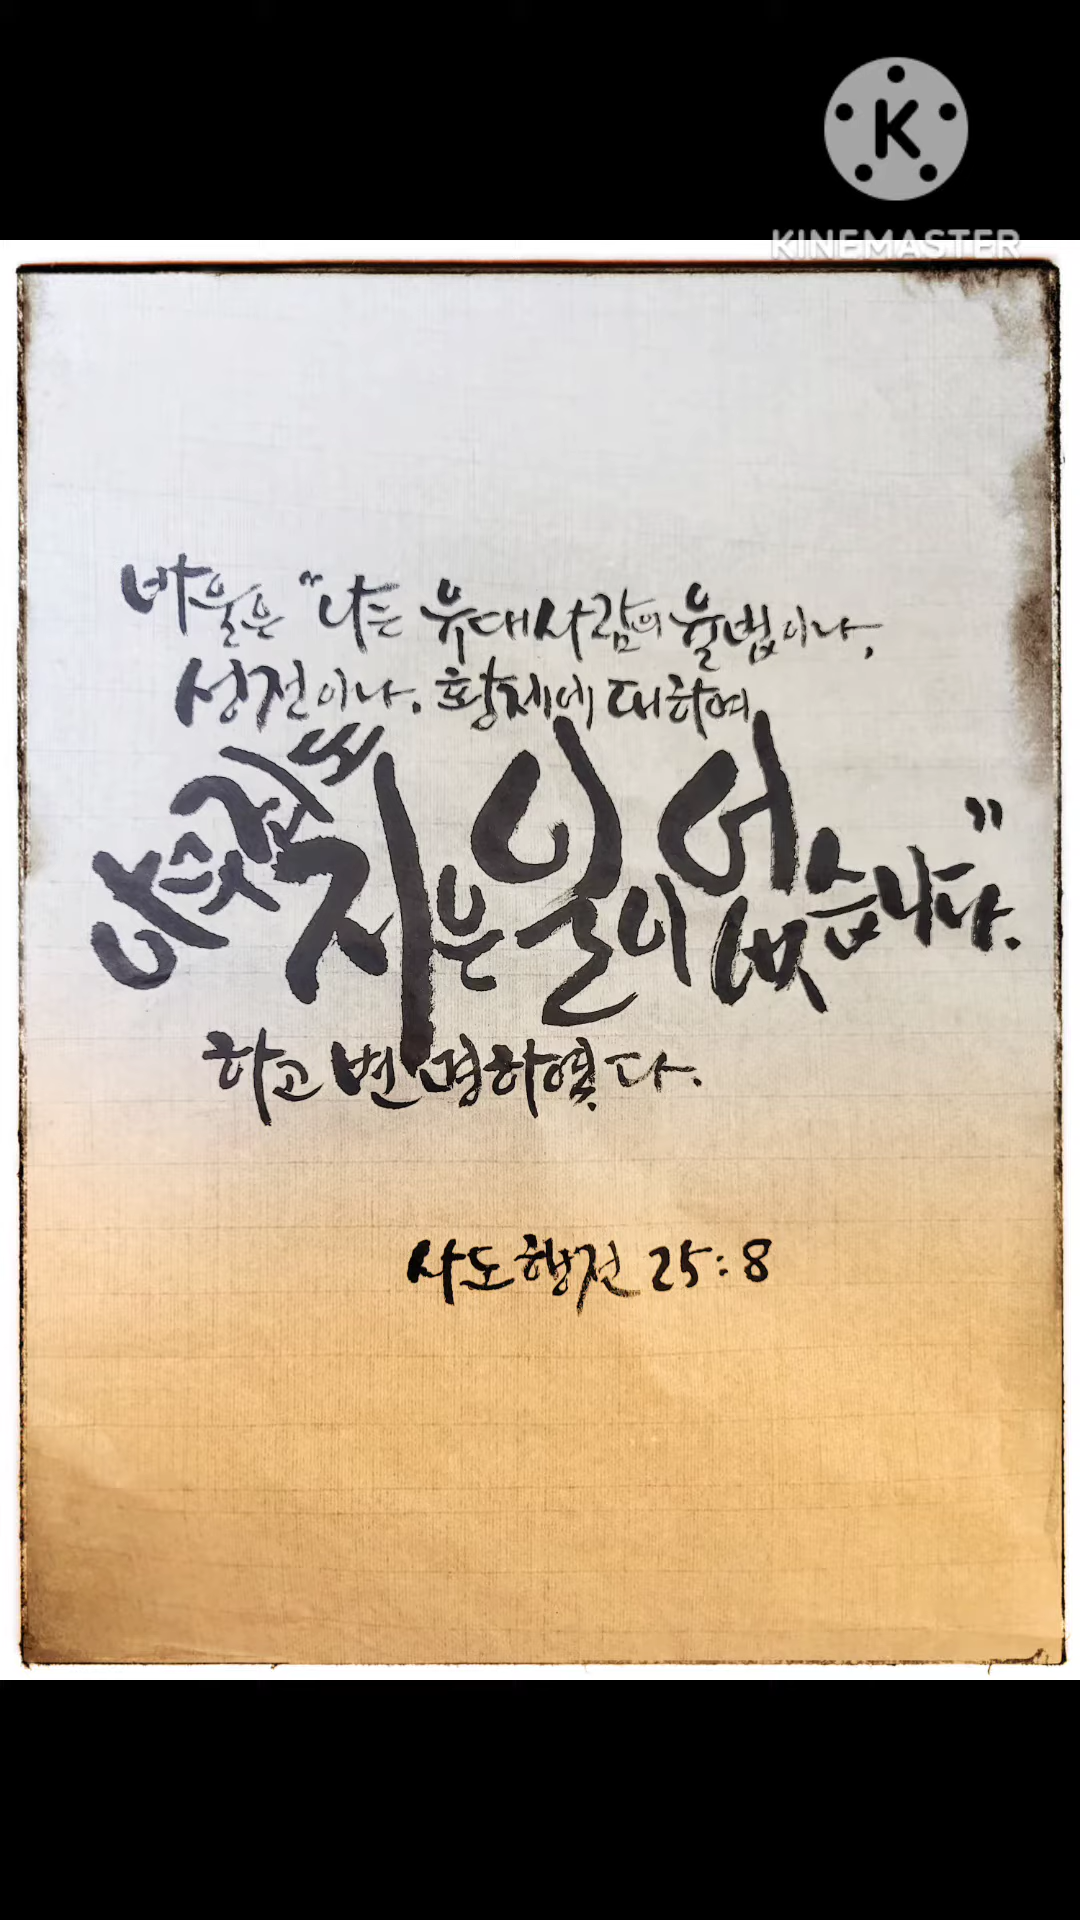 K
KINEMASTER
바울은 "나는 유대사람의 율법이나,
성전이나, 황제에 대하여
아무것도 지은 일이 없습니다."
하고 변명하였다.
사도행전 25:8